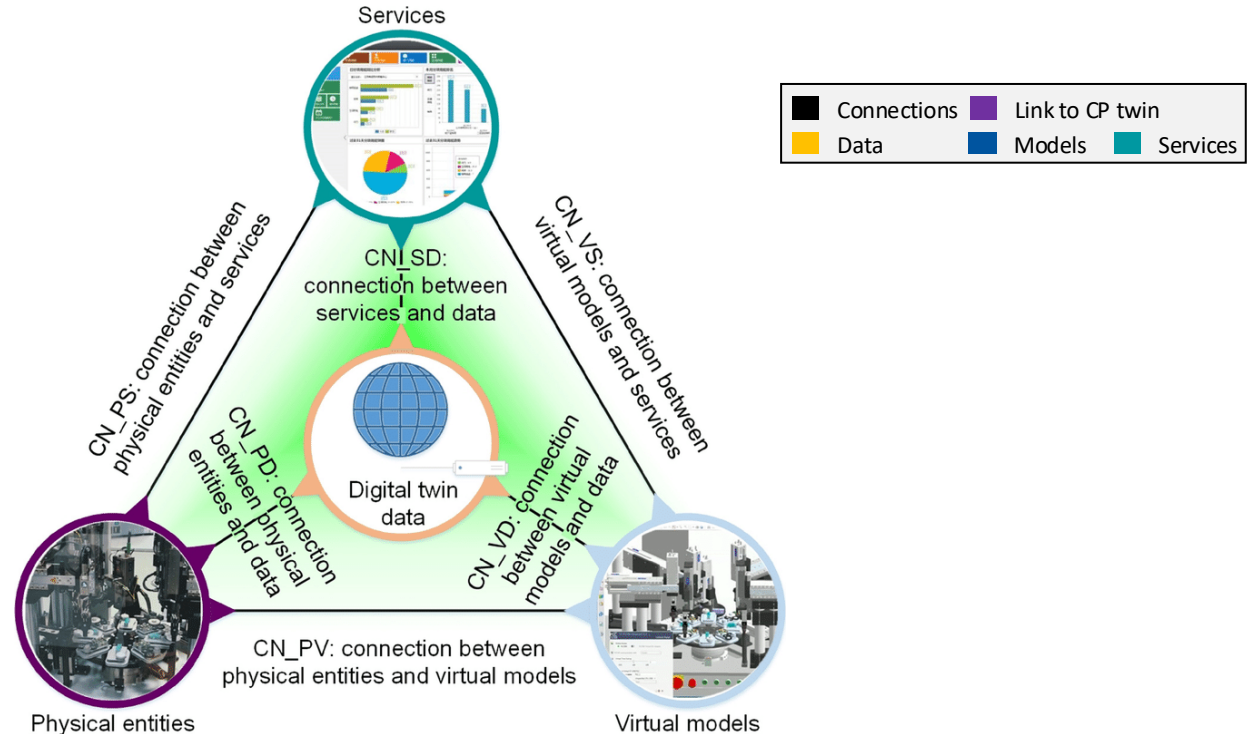 Services
Connections
Link to CP twin
Data
Models
Services
CN_PS: connection between
physical entities and services
CN_VS: connection between
virtual models and services
CN_SD:
connection between
services and data
CN_PD: connection
between physical
entities and data
Digital twin
data
CN_VD: connection
between virtual
models and data
CN_PV: connection between
physical entities and virtual models
Physical entities
Virtual models